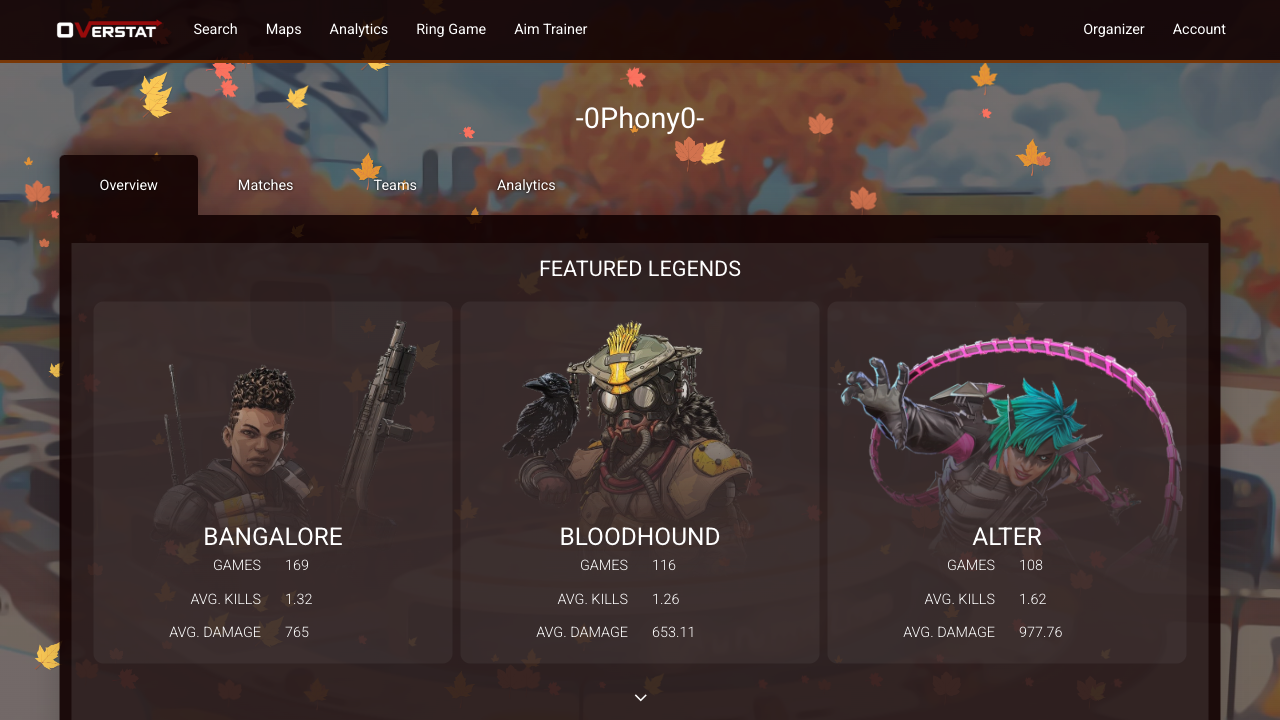 OVERSTAT Search Maps Analytics Ring Game Aim Trainer Organizer Account
-0Phony0-
Overview Matches Teams Analytics
FEATURED LEGENDS
BANGALORE
GAMES 169
AVG. KILLS 1.32
AVG. DAMAGE 765
BLOODHOUND
GAMES 116
AVG. KILLS 1.26
AVG. DAMAGE 653.11
ALTER
GAMES 108
AVG. KILLS 1.62
AVG. DAMAGE 977.76